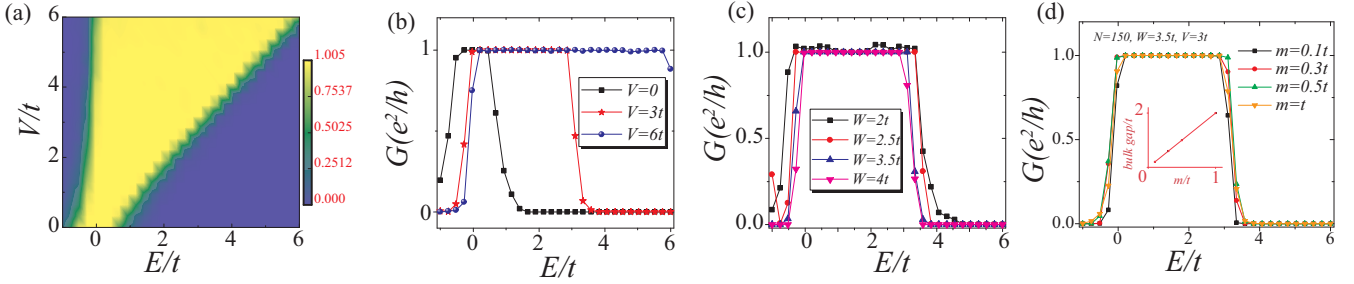 (a)
V/t
6
4
2
0
0
2
4
6
E/t
1.005
0.7537
0.5025
0.2512
0.000
(b)
G(e²/h)
1
0
0
2
4
6
E/t
V=0
V=3t
V=6t
(c)
G(e²/h)
1.0
0.5
0.0
0
2
4
6
E/t
W=2t
W=2.5t
W=3.5t
W=4t
(d)
G(e²/h)
1.0
0.5
0.0
0
2
4
6
E/t
N=150, W=3.5t, V=3t
m=0.1t
m=0.3t
m=0.5t
m=t
bulk gap/t
2
0
1
m/t